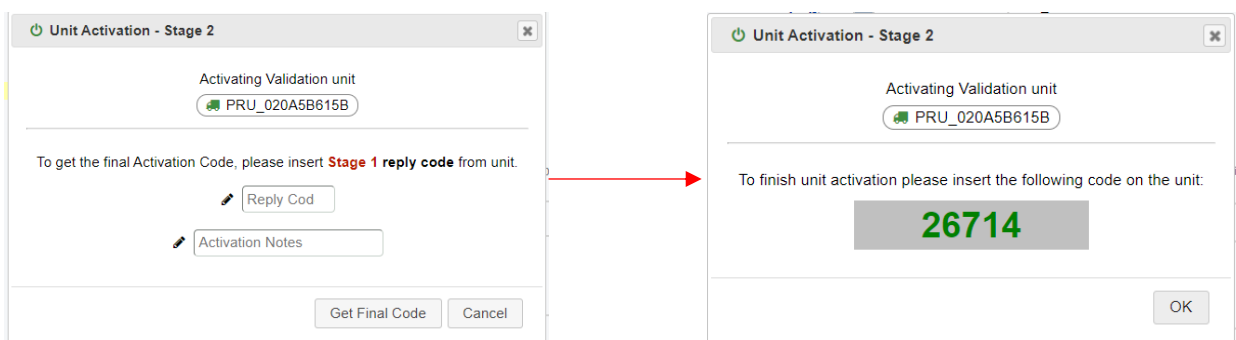 Unit Activation - Stage 2
Activating Validation unit
PRU_020A5B615B
To get the final Activation Code, please insert Stage 1 reply code from unit.
Reply Cod
Activation Notes
Get Final Code
Cancel
Unit Activation - Stage 2
Activating Validation unit
PRU_020A5B615B
To finish unit activation please insert the following code on the unit:
26714
OK